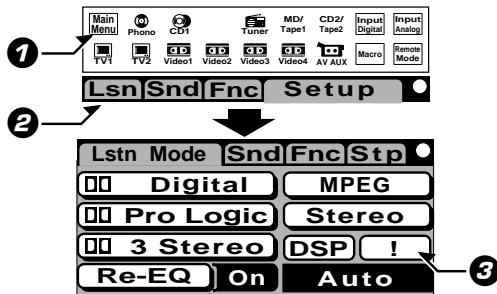 Main Menu Phono CD1 Tuner MD/ Tape1 CD2/ Tape2 Input Digital Input Analog
1
TV1 TV2 Video1 Video2 Video3 Video4 AV AUX Macro Remote Mode
Lsn Snd Fnc Setup
2
Lstn Mode Snd Fnc Stp
Digital MPEG
Pro Logic Stereo
3 Stereo DSP !
3
Re-EQ On Auto